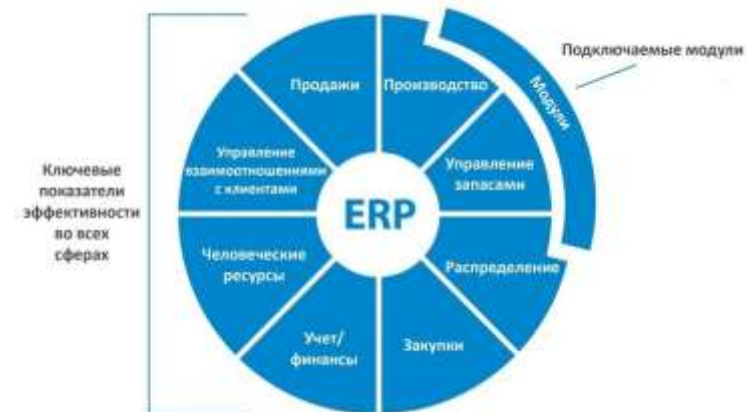 Подключаемые модули
Модули
Продажи
Производство
Управление
взаимоотношениями
с клиентами
Управление
запасами
Ключевые
показатели
эффективности
во всех
сферах
ERP
Человеческие
ресурсы
Распределение
Учет/
финансы
Закупки